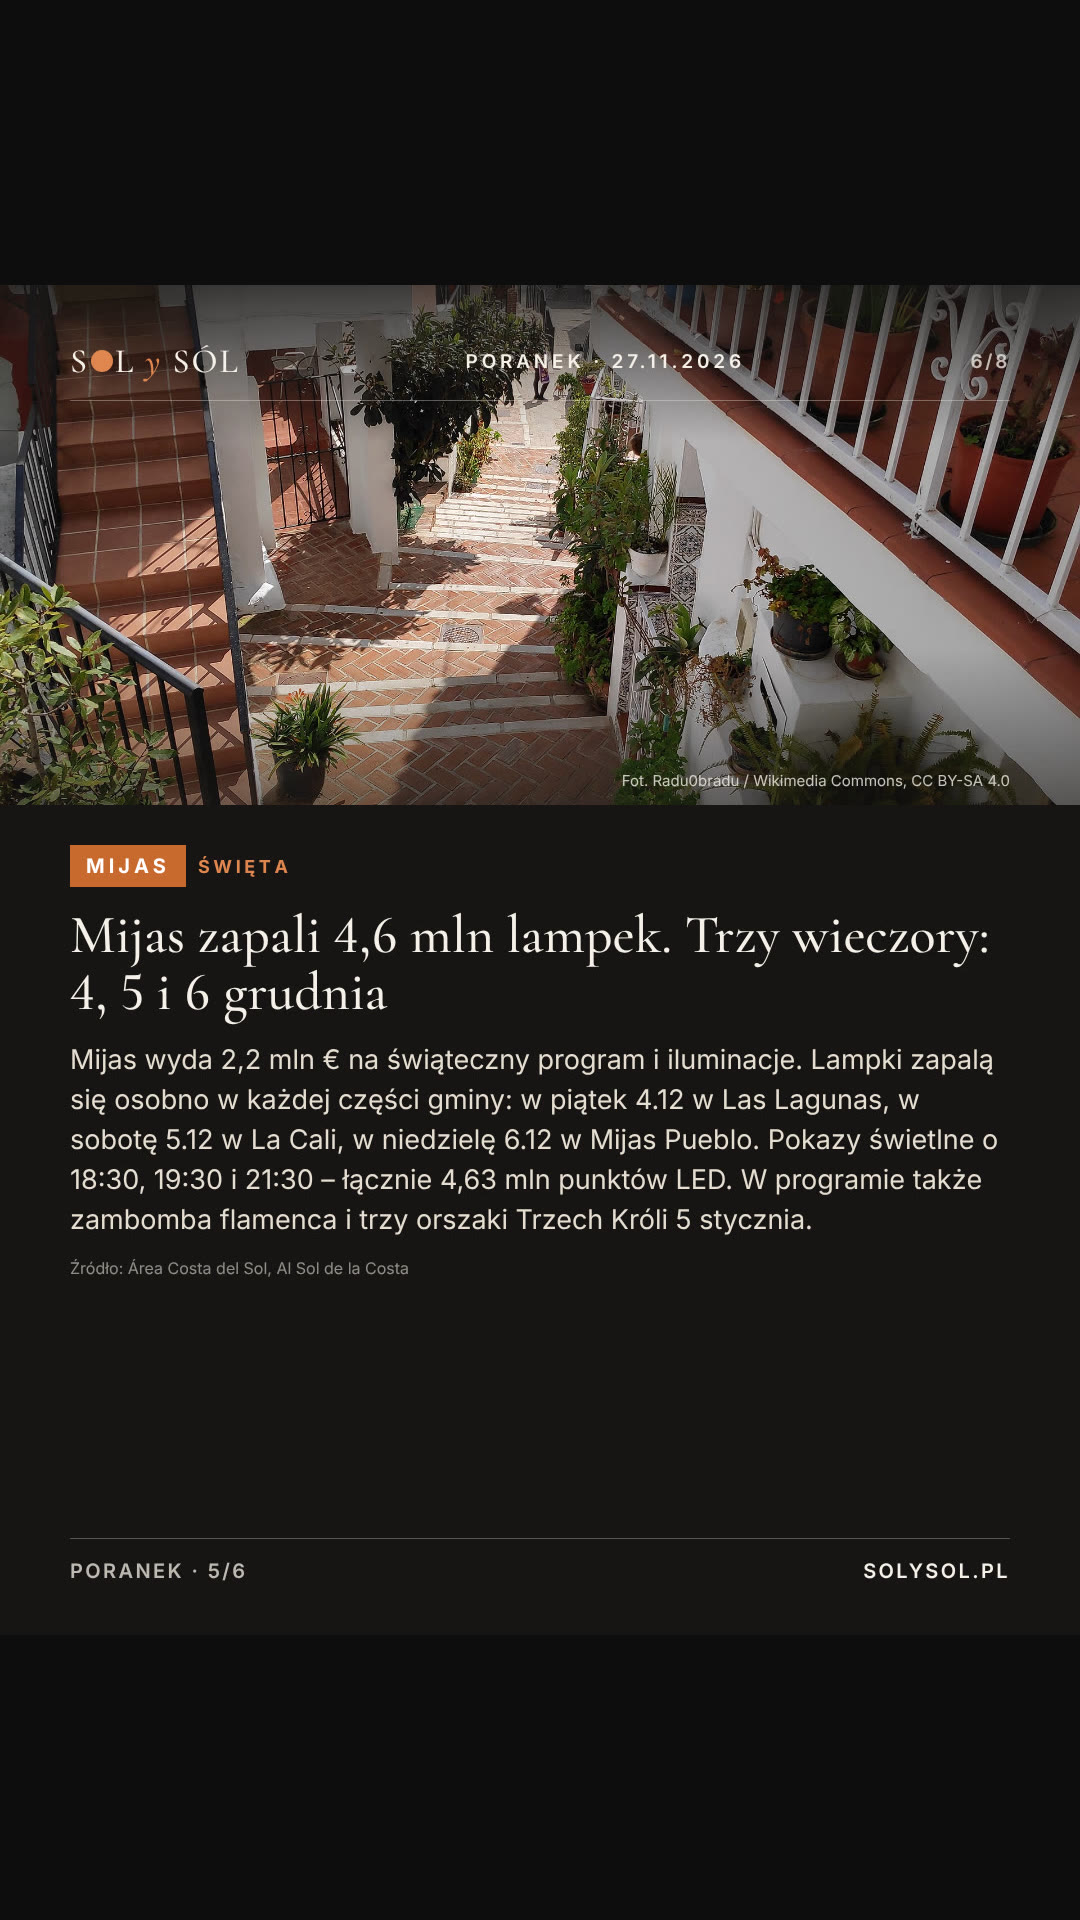 SOL y SÓL
PORANEK · 27.11.2026
6/8
Fot. Radu0bradu / Wikimedia Commons, CC BY-SA 4.0
MIJAS
ŚWIĘTA
Mijas zapali 4,6 mln lampek. Trzy wieczory:
4, 5 i 6 grudnia
Mijas wyda 2,2 mln € na świąteczny program i iluminacje. Lampki zapalą
się osobno w każdej części gminy: w piątek 4.12 w Las Lagunas, w
sobotę 5.12 w La Cali, w niedzielę 6.12 w Mijas Pueblo. Pokazy świetlne o
18:30, 19:30 i 21:30 – łącznie 4,63 mln punktów LED. W programie także
zambomba flamenca i trzy orszaki Trzech Króli 5 stycznia.
Źródło: Área Costa del Sol, Al Sol de la Costa
PORANEK · 5/6
SOLYSOL.PL